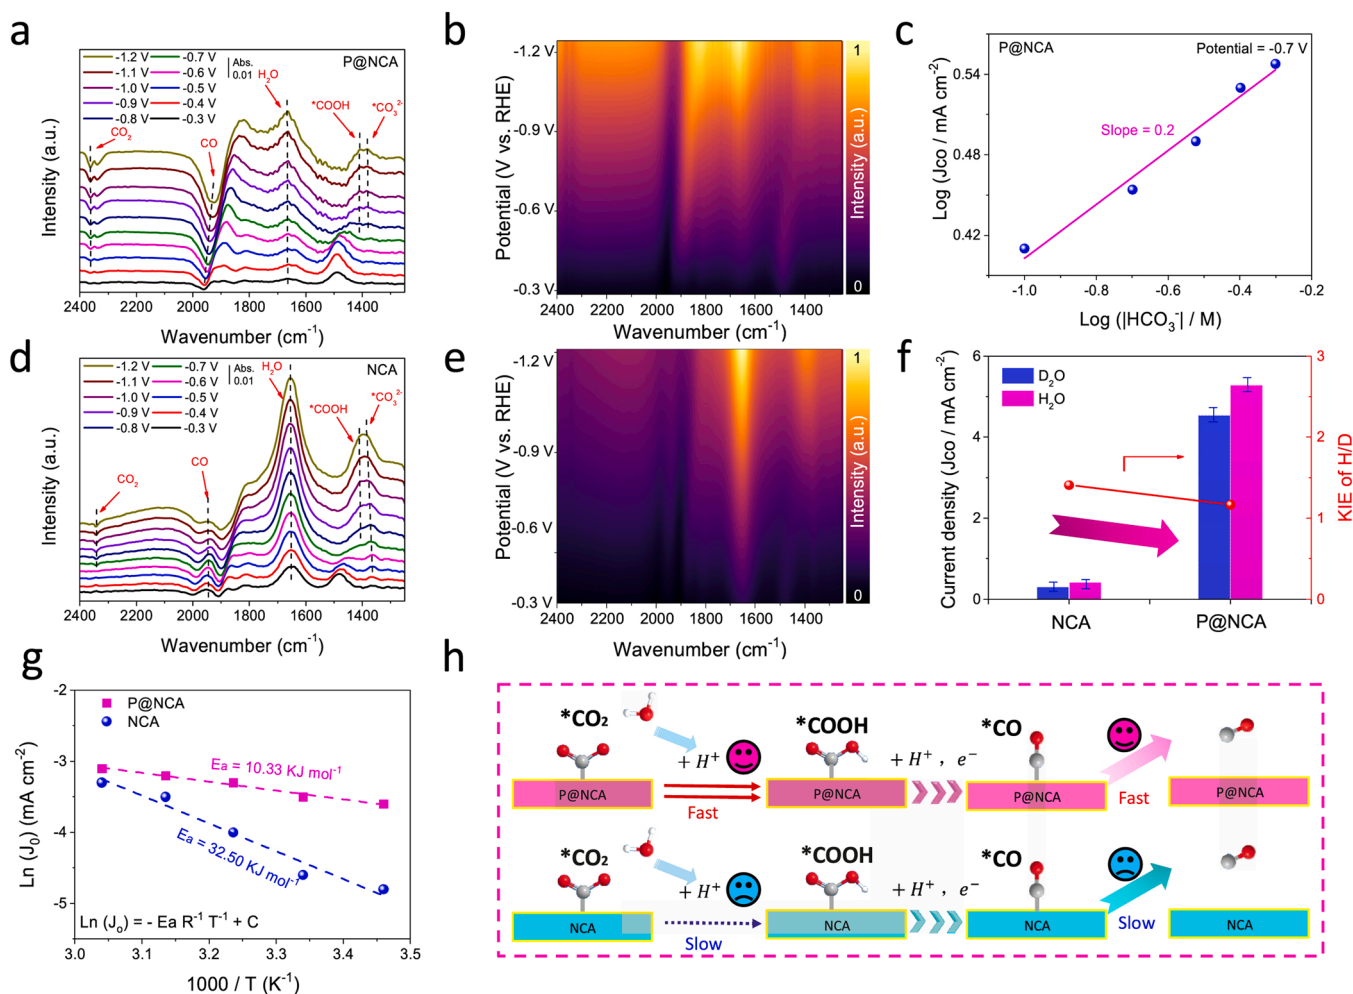 a
-1.2 V -0.7 V
-1.1 V -0.6 V
-1.0 V -0.5 V
-0.9 V -0.4 V
-0.8 V -0.3 V
Abs.
0.01
P@NCA
H₂O
*COOH
*CO₃²⁻
CO₂
CO
Intensity (a.u.)
2400 2200 2000 1800 1600 1400
Wavenumber (cm⁻¹)
b
Potential (V vs. RHE)
-1.2 V
-0.9 V
-0.6 V
-0.3 V
2400 2200 2000 1800 1600 1400
Wavenumber (cm⁻¹)
1
Intensity (a.u.)
0
c
P@NCA
Potential = -0.7 V
Slope = 0.2
Log (Jco / mA cm⁻²)
0.54
0.48
0.42
-1.0 -0.8 -0.6 -0.4 -0.2
Log (|HCO₃⁻| / M)
d
-1.2 V -0.7 V
-1.1 V -0.6 V
-1.0 V -0.5 V
-0.9 V -0.4 V
-0.8 V -0.3 V
Abs.
0.01
NCA
H₂O
*COOH
*CO₃²⁻
CO₂
CO
Intensity (a.u.)
2400 2200 2000 1800 1600 1400
Wavenumber (cm⁻¹)
e
Potential (V vs. RHE)
-1.2 V
-0.9 V
-0.6 V
-0.3 V
2400 2200 2000 1800 1600 1400
Wavenumber (cm⁻¹)
1
Intensity (a.u.)
0
f
D₂O
H₂O
Current density (Jco / mA cm⁻²)
6
4
2
0
NCA P@NCA
3
2
1
0
KIE of H/D
g
P@NCA
NCA
Ea = 10.33 KJ mol⁻¹
Ea = 32.50 KJ mol⁻¹
Ln (J₀) = - Ea R⁻¹ T⁻¹ + C
Ln (J₀) (mA cm⁻²)
-2
-3
-4
-5
3.0 3.1 3.2 3.3 3.4 3.5
1000 / T (K⁻¹)
h
*CO₂ *COOH *CO
+ H⁺ + H⁺ , e⁻
P@NCA P@NCA P@NCA P@NCA
Fast Fast
*CO₂ *COOH *CO
+ H⁺ + H⁺ , e⁻
NCA NCA NCA NCA
Slow Slow